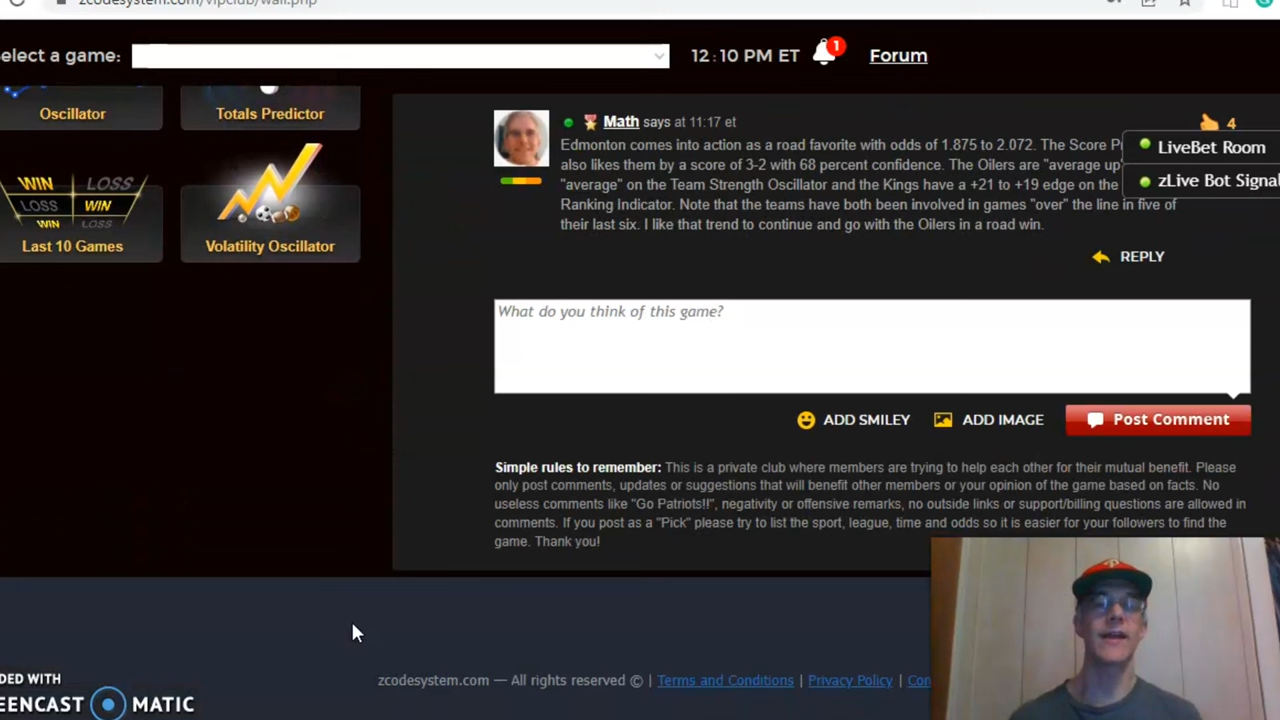 zcodesystem.com/vipclub/wall.php
elect a game:
12:10 PM ET
1
Forum
Oscillator
Totals Predictor
WIN LOSS
LOSS WIN
WIN LOSS
Last 10 Games
Volatility Oscillator
Math says at 11:17 et
4
Edmonton comes into action as a road favorite with odds of 1.875 to 2.072. The Score P
also likes them by a score of 3-2 with 68 percent confidence. The Oilers are "average up"
"average" on the Team Strength Oscillator and the Kings have a +21 to +19 edge on the
Ranking Indicator. Note that the teams have both been involved in games "over" the line in five of
their last six. I like that trend to continue and go with the Oilers in a road win.
LiveBet Room
zLive Bot Signal
REPLY
What do you think of this game?
ADD SMILEY
ADD IMAGE
Post Comment
Simple rules to remember: This is a private club where members are trying to help each other for their mutual benefit. Please
only post comments, updates or suggestions that will benefit other members or your opinion of the game based on facts. No
useless comments like "Go Patriots!!", negativity or offensive remarks, no outside links or support/billing questions are allowed in
comments. If you post as a "Pick" please try to list the sport, league, time and odds so it is easier for your followers to find the
game. Thank you!
DED WITH
EENCAST MATIC
zcodesystem.com — All rights reserved © | Terms and Conditions | Privacy Policy | Con
P